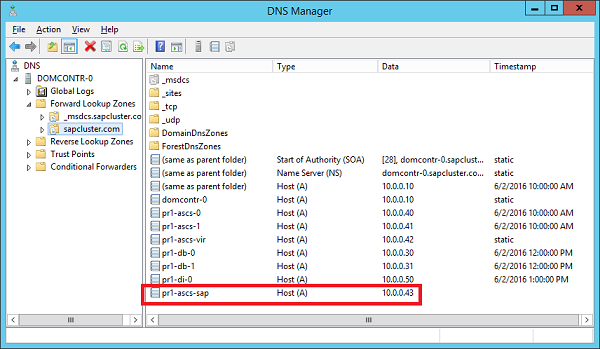 DNS Manager
File Action View Help
DNS
DOMCONTR-0
Global Logs
Forward Lookup Zones
_msdcs.sapcluster.co
sapcluster.com
Reverse Lookup Zones
Trust Points
Conditional Forwarders
Name Type Data Timestamp
_msdcs
_sites
_tcp
_udp
DomainDnsZones
ForestDnsZones
(same as parent folder) Start of Authority (SOA) [28], domcontr-0.sapclust... static
(same as parent folder) Name Server (NS) domcontr-0.sapcluster.... static
(same as parent folder) Host (A) 10.0.0.10 6/2/2016 10:00:00 AM
domcontr-0 Host (A) 10.0.0.10 static
pr1-ascs-0 Host (A) 10.0.0.40 6/2/2016 10:00:00 AM
pr1-ascs-1 Host (A) 10.0.0.41 6/2/2016 10:00:00 AM
pr1-ascs-vir Host (A) 10.0.0.42 static
pr1-db-0 Host (A) 10.0.0.30 6/2/2016 12:00:00 PM
pr1-db-1 Host (A) 10.0.0.31 6/2/2016 12:00:00 PM
pr1-di-0 Host (A) 10.0.0.50 6/2/2016 1:00:00 PM
pr1-ascs-sap Host (A) 10.0.0.43